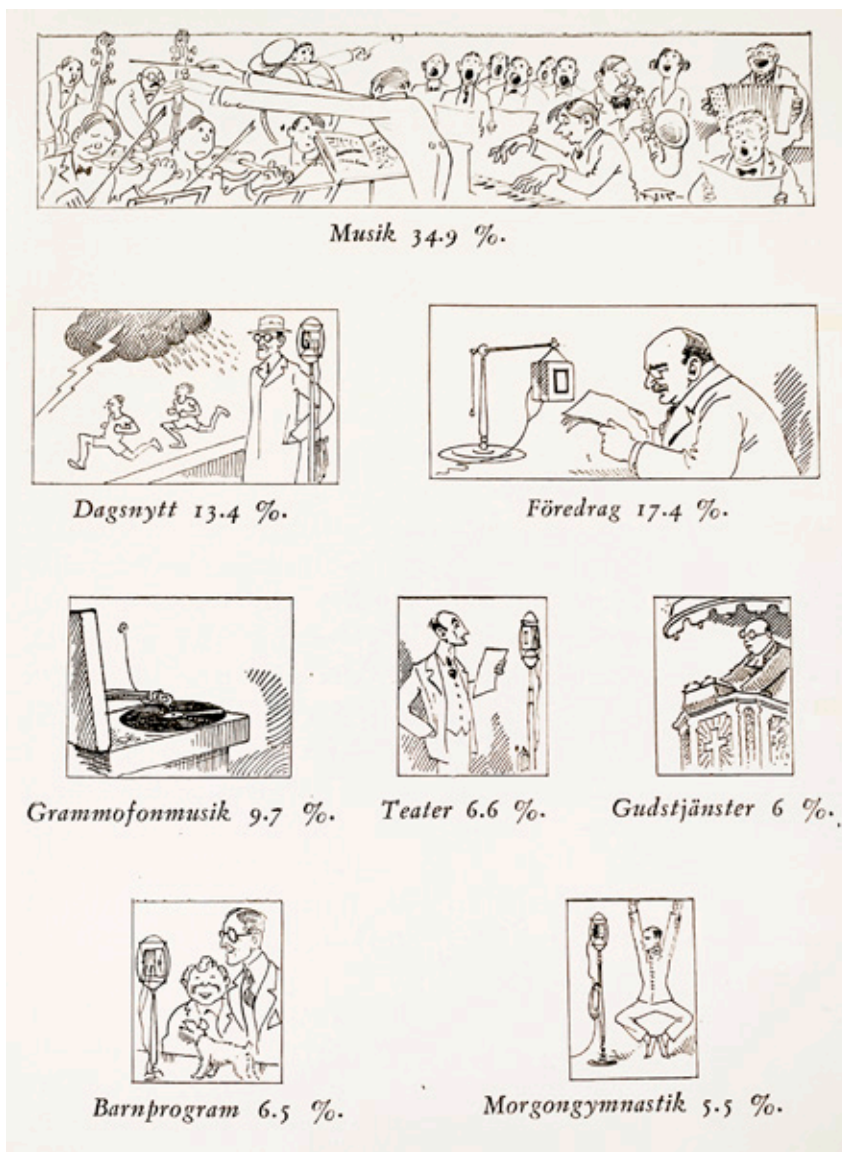 Musik 34.9 %.
Dagsnytt 13.4 %.
Föredrag 17.4 %.
Grammofonmusik 9.7 %.
Teater 6.6 %.
Gudstjänster 6 %.
Barnprogram 6.5 %.
Morgongymnastik 5.5 %.